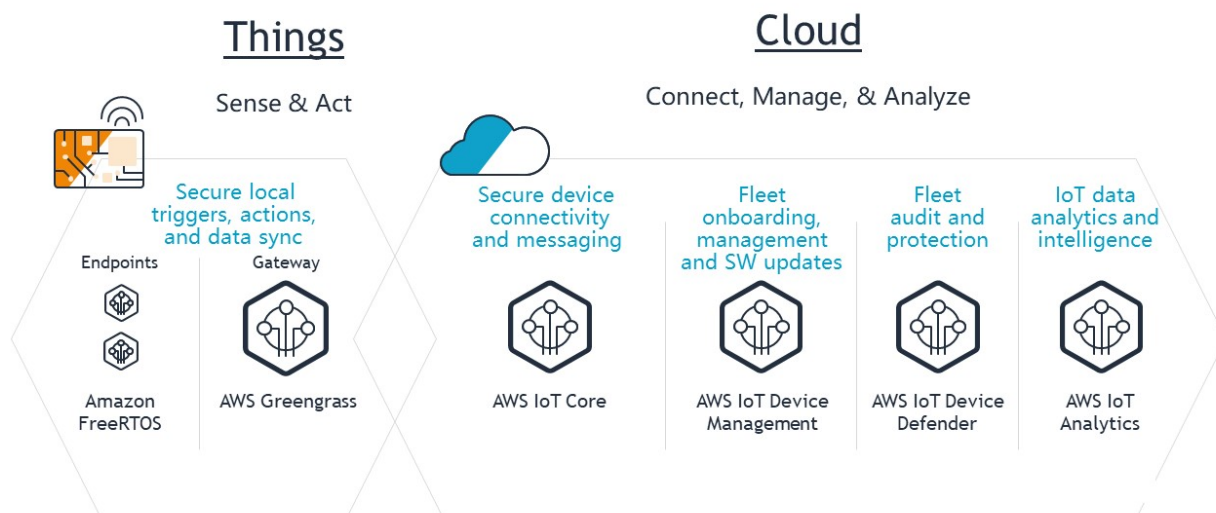 Things
Sense & Act
Secure local
triggers, actions,
and data sync
Endpoints
Gateway
Amazon
FreeRTOS
AWS Greengrass
Cloud
Connect, Manage, & Analyze
Secure device
connectivity
and messaging
AWS IoT Core
Fleet
onboarding,
management
and SW updates
AWS IoT Device
Management
Fleet
audit and
protection
AWS IoT Device
Defender
IoT data
analytics and
intelligence
AWS IoT
Analytics